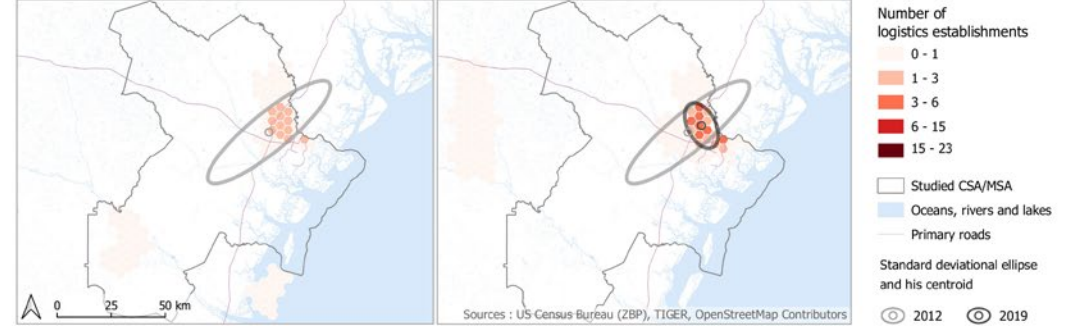 Number of
logistics establishments
0 - 1
1 - 3
3 - 6
6 - 15
15 - 23
Studied CSA/MSA
Oceans, rivers and lakes
Primary roads
Standard deviational ellipse
and his centroid
2012
2019
0 25 50 km
Sources : US Census Bureau (ZBP), TIGER, OpenStreetMap Contributors